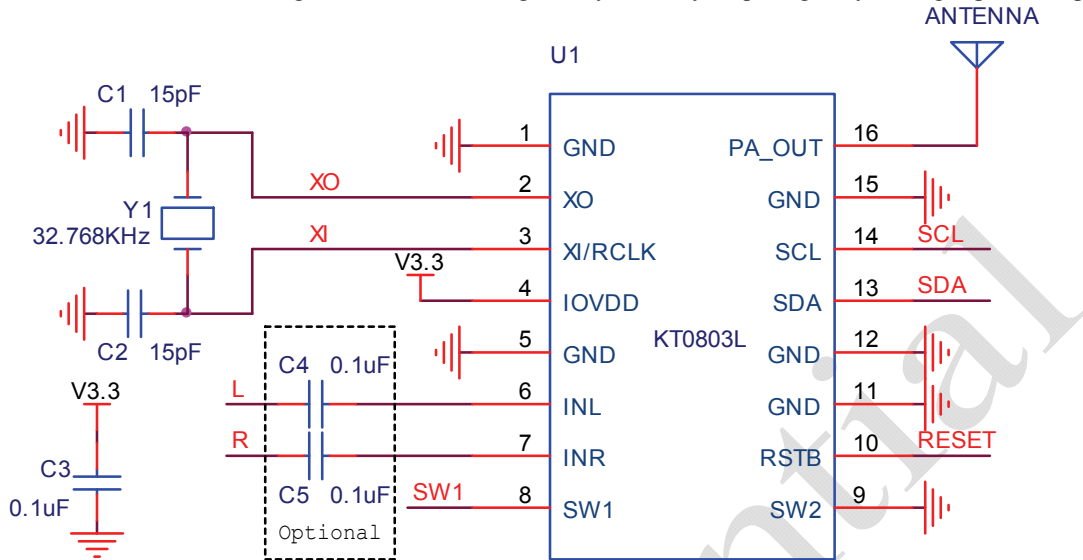 ANTENNA
U1
C1 15pF
1 GND
PA_OUT 16
XO
2 XO
GND 15
Y1
32.768KHz
XI
3 XI/RCLK
SCL 14 SCL
V3.3
4 IOVDD
SDA 13 SDA
C2 15pF
5 GND
KT0803L
GND 12
C4 0.1uF
V3.3
L
6 INL
GND 11
R
7 INR
RSTB 10 RESET
C3
0.1uF
C5 0.1uF
SW1
8 SW1
SW2 9
Optional
ntial